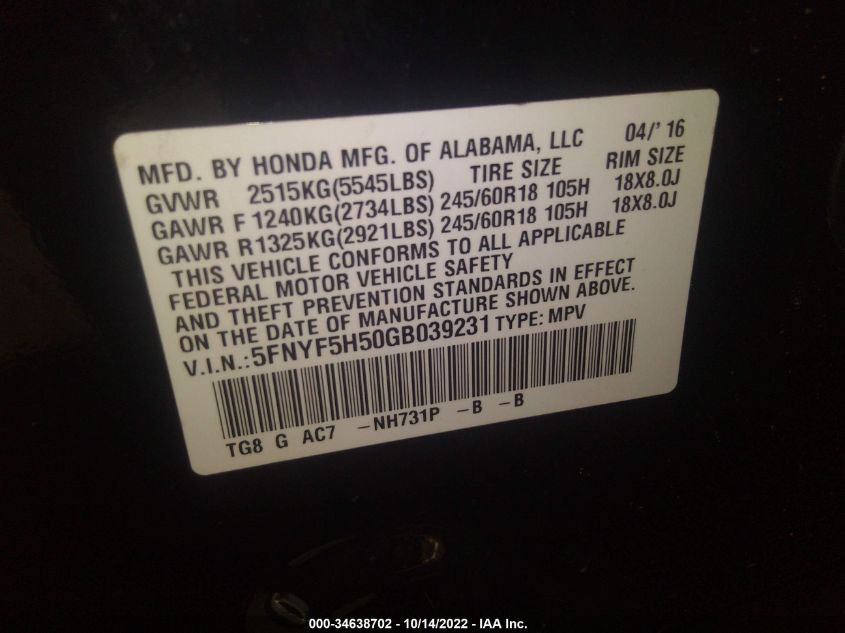 MFD. BY HONDA MFG. OF ALABAMA, LLC 04/' 16
GVWR 2515KG(5545LBS) TIRE SIZE RIM SIZE
GAWR F 1240KG(2734LBS) 245/60R18 105H 18X8.0J
GAWR R1325KG(2921LBS) 245/60R18 105H 18X8.0J
THIS VEHICLE CONFORMS TO ALL APPLICABLE
FEDERAL MOTOR VEHICLE SAFETY
AND THEFT PREVENTION STANDARDS IN EFFECT
ON THE DATE OF MANUFACTURE SHOWN ABOVE.
V.I.N.:5FNYF5H50GB039231 TYPE: MPV
TG8 G AC7 -NH731P -B -B
000-34638702 - 10/14/2022 - IAA Inc.